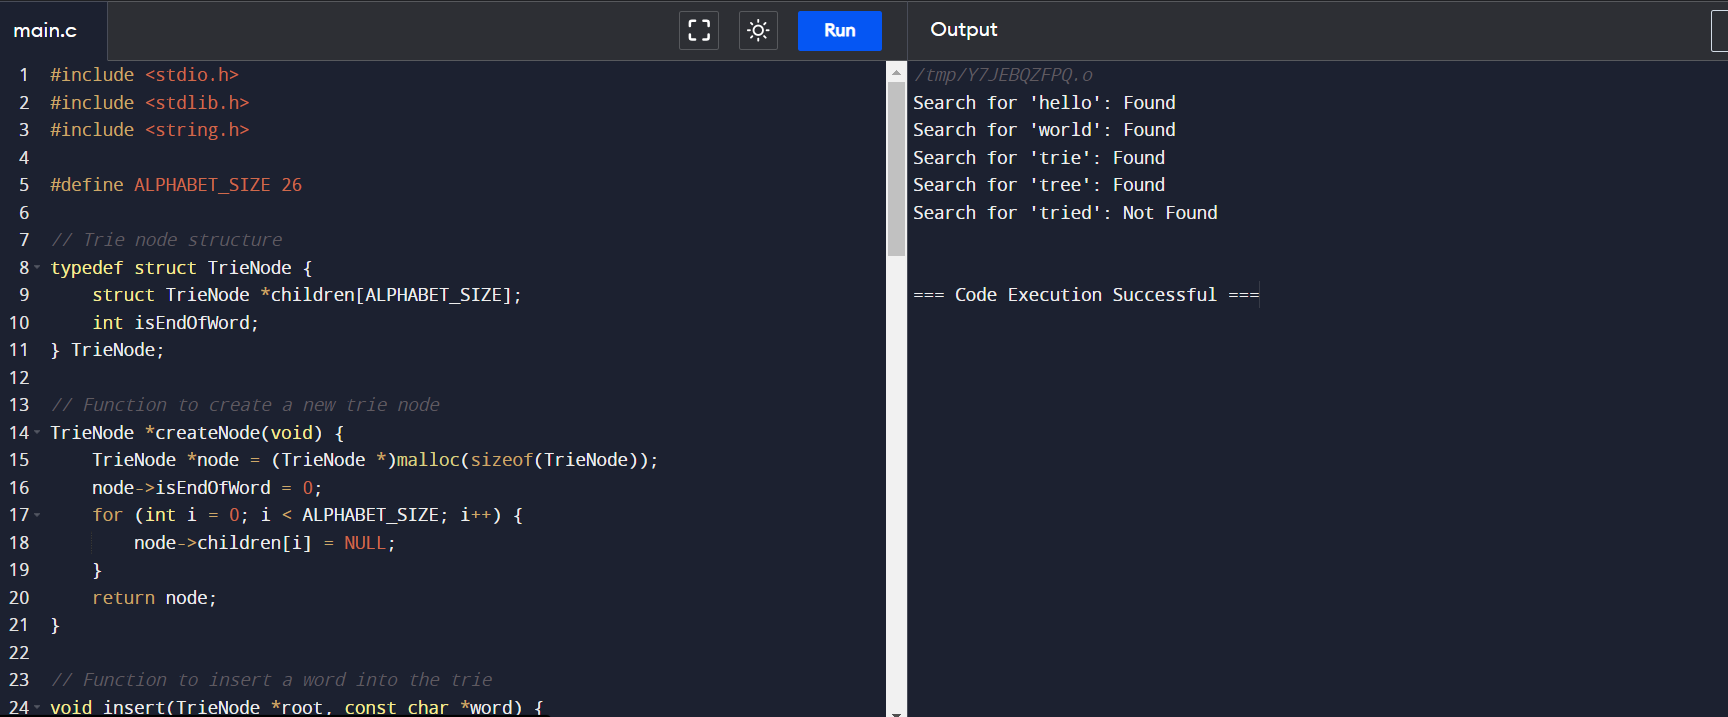 main.c
Run
1 #include <stdio.h>
2 #include <stdlib.h>
3 #include <string.h>
4
5 #define ALPHABET_SIZE 26
6
7 // Trie node structure
8 typedef struct TrieNode {
9     struct TrieNode *children[ALPHABET_SIZE];
10     int isEndOfWord;
11 } TrieNode;
12
13 // Function to create a new trie node
14 TrieNode *createNode(void) {
15     TrieNode *node = (TrieNode *)malloc(sizeof(TrieNode));
16     node->isEndOfWord = 0;
17     for (int i = 0; i < ALPHABET_SIZE; i++) {
18         node->children[i] = NULL;
19     }
20     return node;
21 }
22
23 // Function to insert a word into the trie
24 void insert(TrieNode *root, const char *word) {
Output
/tmp/Y7JEBQZFPQ.o
Search for 'hello': Found
Search for 'world': Found
Search for 'trie': Found
Search for 'tree': Found
Search for 'tried': Not Found
=== Code Execution Successful ===